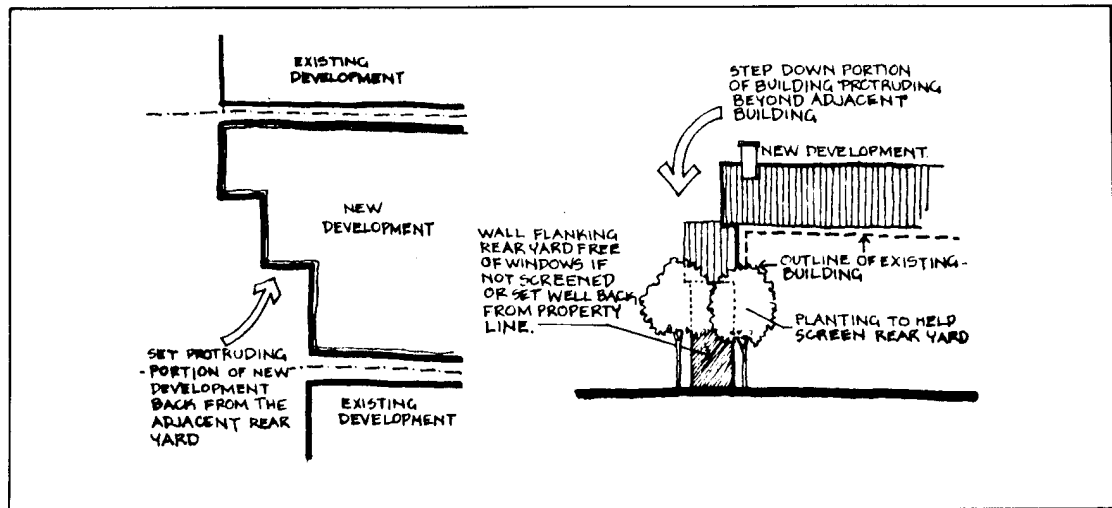 EXISTING
DEVELOPMENT
NEW
DEVELOPMENT
SET PROTRUDING
PORTION OF NEW
DEVELOPMENT
BACK FROM THE
ADJACENT REAR
YARD
EXISTING
DEVELOPMENT
STEP DOWN PORTION
OF BUILDING PROTRUDING
BEYOND ADJACENT
BUILDING
NEW DEVELOPMENT.
WALL FLANKING
REAR YARD FREE
OF WINDOWS IF
NOT SCREENED
OR SET WELL BACK
FROM PROPERTY
LINE.
OUTLINE OF EXISTING
BUILDING
PLANTING TO HELP
SCREEN REAR YARD